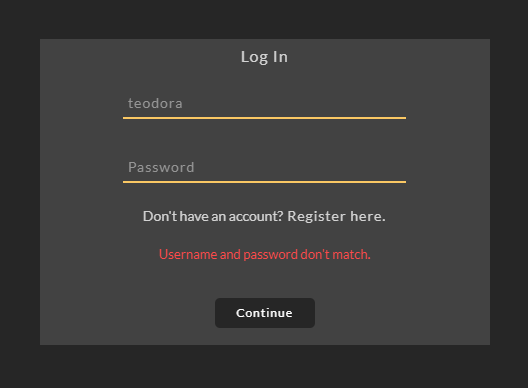 Log In
teodora
Password
Don't have an account? Register here.
Username and password don't match.
Continue